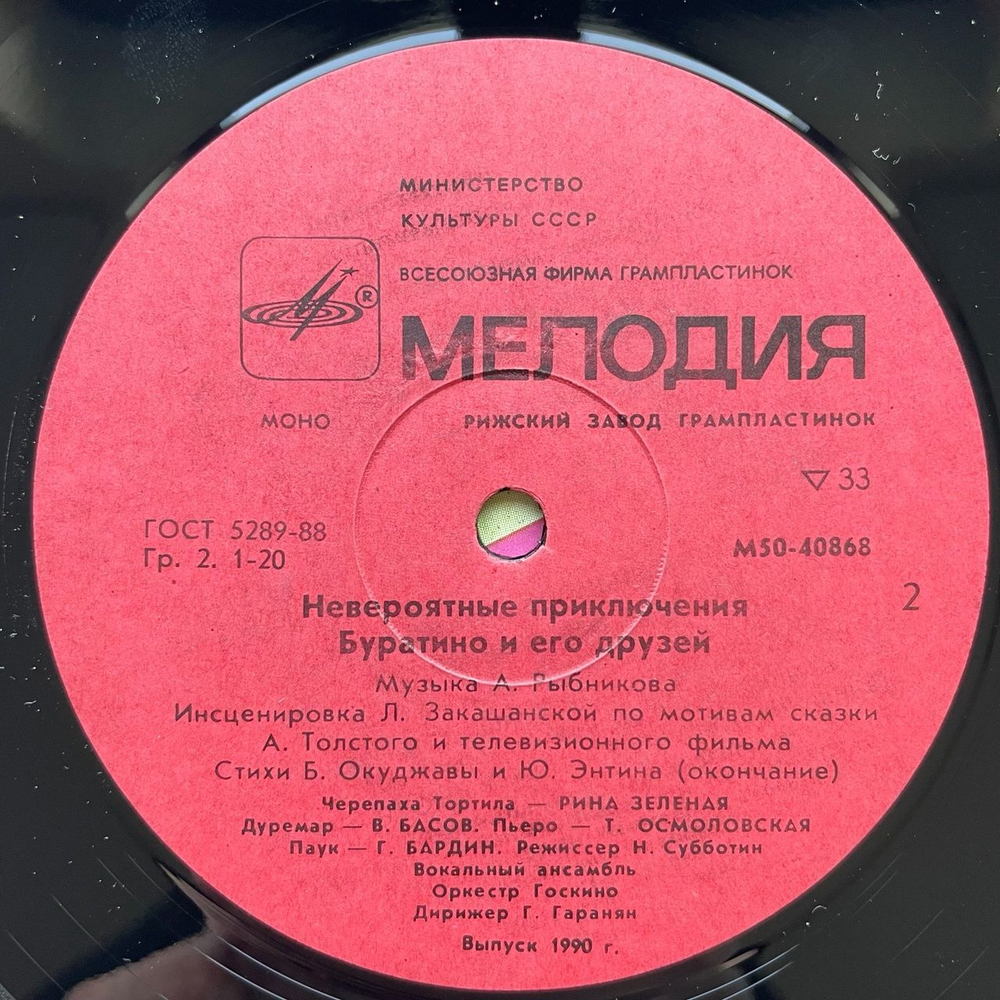 МИНИСТЕРСТВО
КУЛЬТУРЫ СССР
ВСЕСОЮЗНАЯ ФИРМА ГРАМПЛАСТИНОК
®
МЕЛОДИЯ
МОНО
РИЖСКИЙ ЗАВОД ГРАМПЛАСТИНОК
▽ 33
ГОСТ 5289-88
Гр. 2. 1-20
М50-40868
2
Невероятные приключения
Буратино и его друзей
Музыка А. Рыбникова
Инсценировка Л. Закашанской по мотивам сказки
А. Толстого и телевизионного фильма
Стихи Б. Окуджавы и Ю. Энтина (окончание)
Черепаха Тортила — РИНА ЗЕЛЕНАЯ
Дуремар — В. БАСОВ. Пьеро — Т. ОСМОЛОВСКАЯ
Паук — Г. БАРДИН. Режиссер Н. Субботин
Вокальный ансамбль
Оркестр Госкино
Дирижер Г. Гаранян
Выпуск 1990 г.